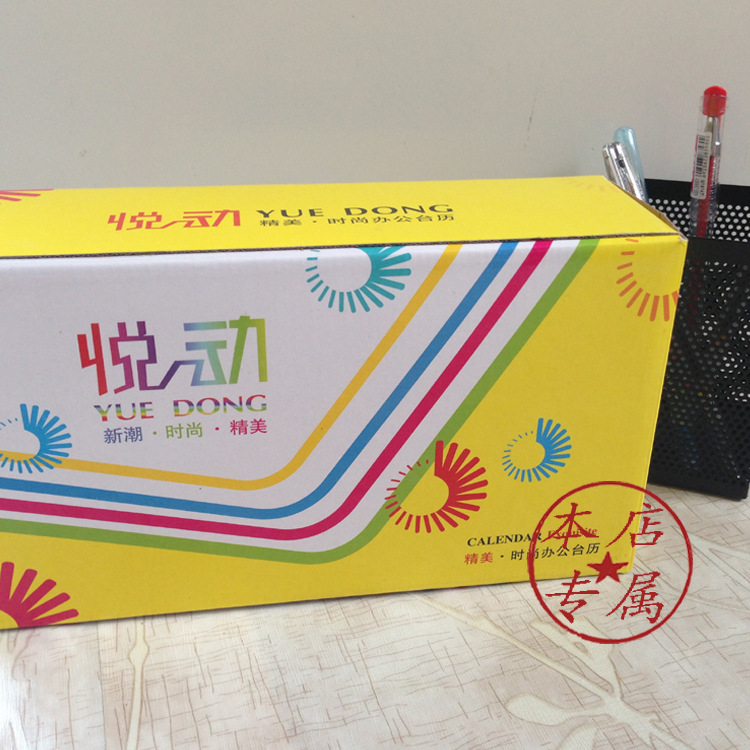 悦动 YUE DONG
精美·时尚办公台历
悦动
YUE DONG
新潮·时尚·精美
CALENDAR Exquisite
精美·时尚办公台历
本店
专属